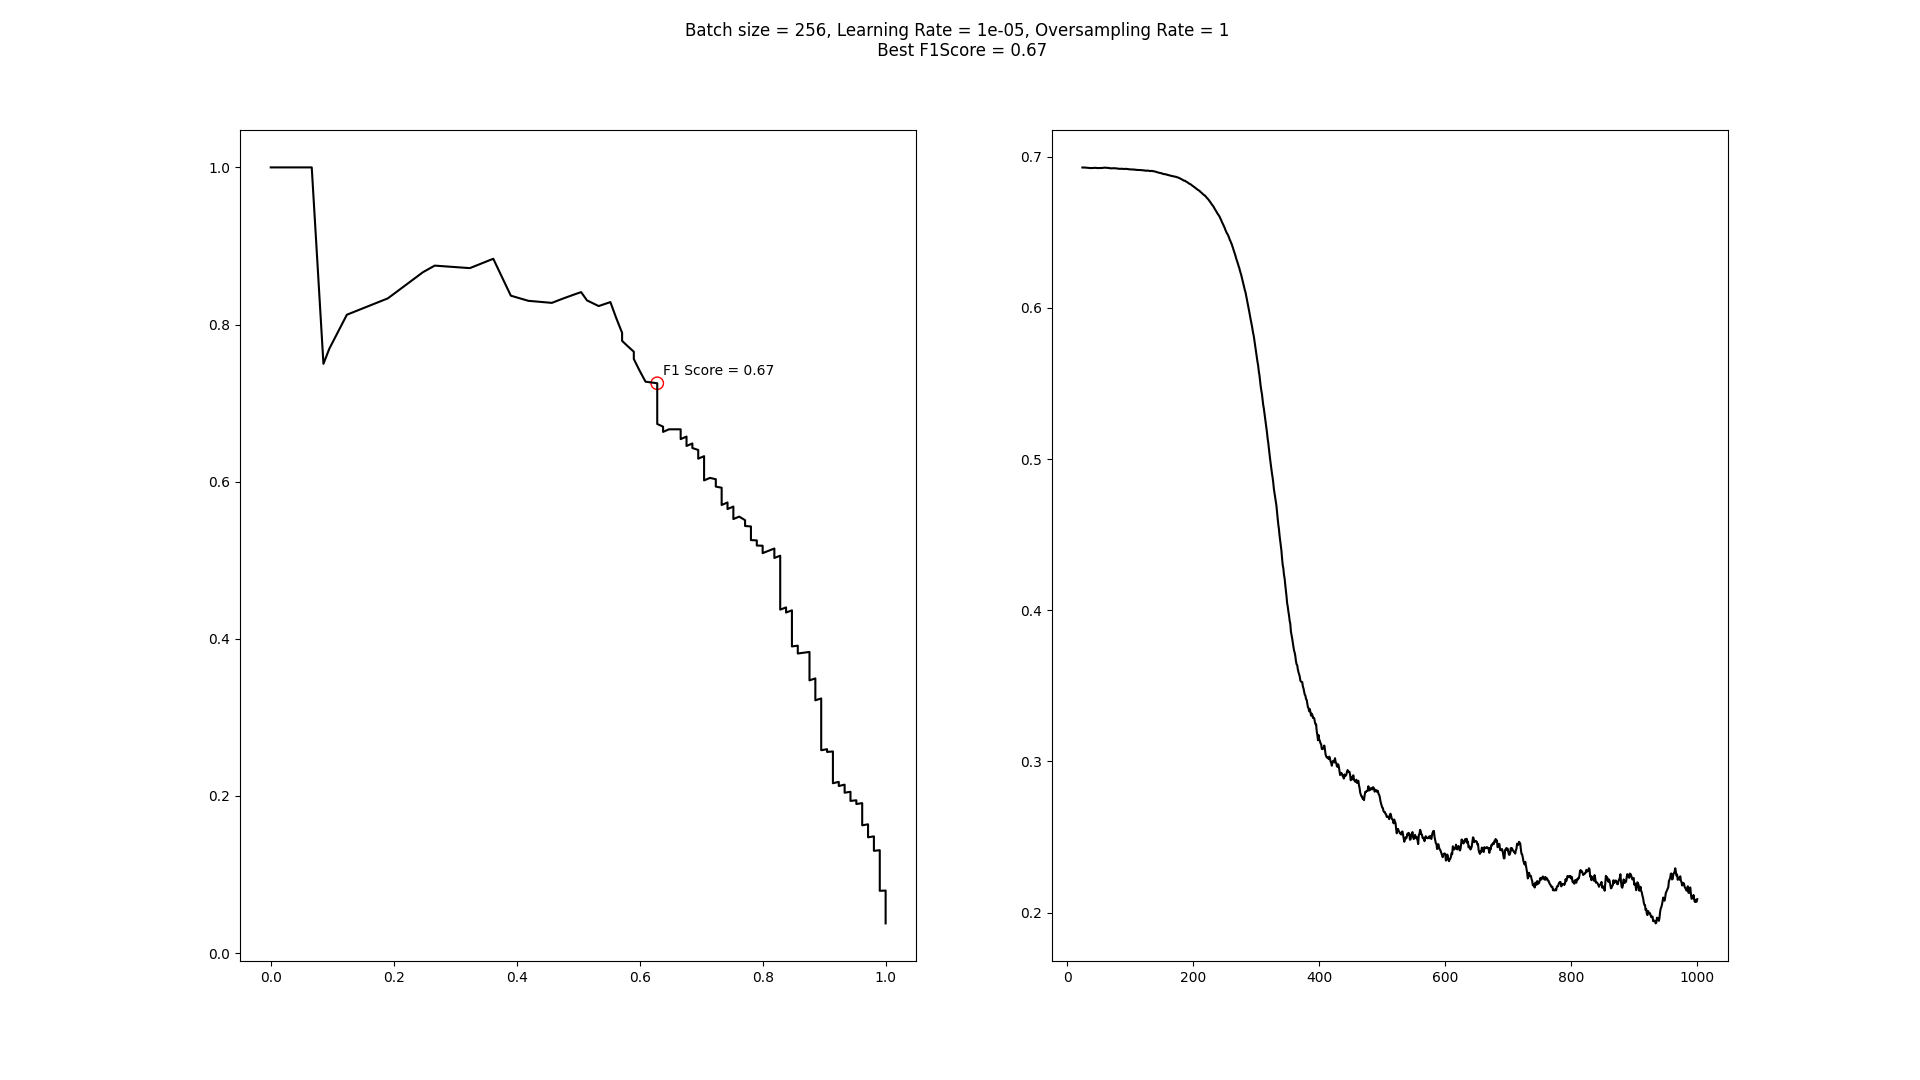 Batch size = 256, Learning Rate = 1e-05, Oversampling Rate = 1
Best F1Score = 0.67
1.0
0.8
0.6
0.4
0.2
0.0
0.0 0.2 0.4 0.6 0.8 1.0
F1 Score = 0.67
0.7
0.6
0.5
0.4
0.3
0.2
0 200 400 600 800 1000